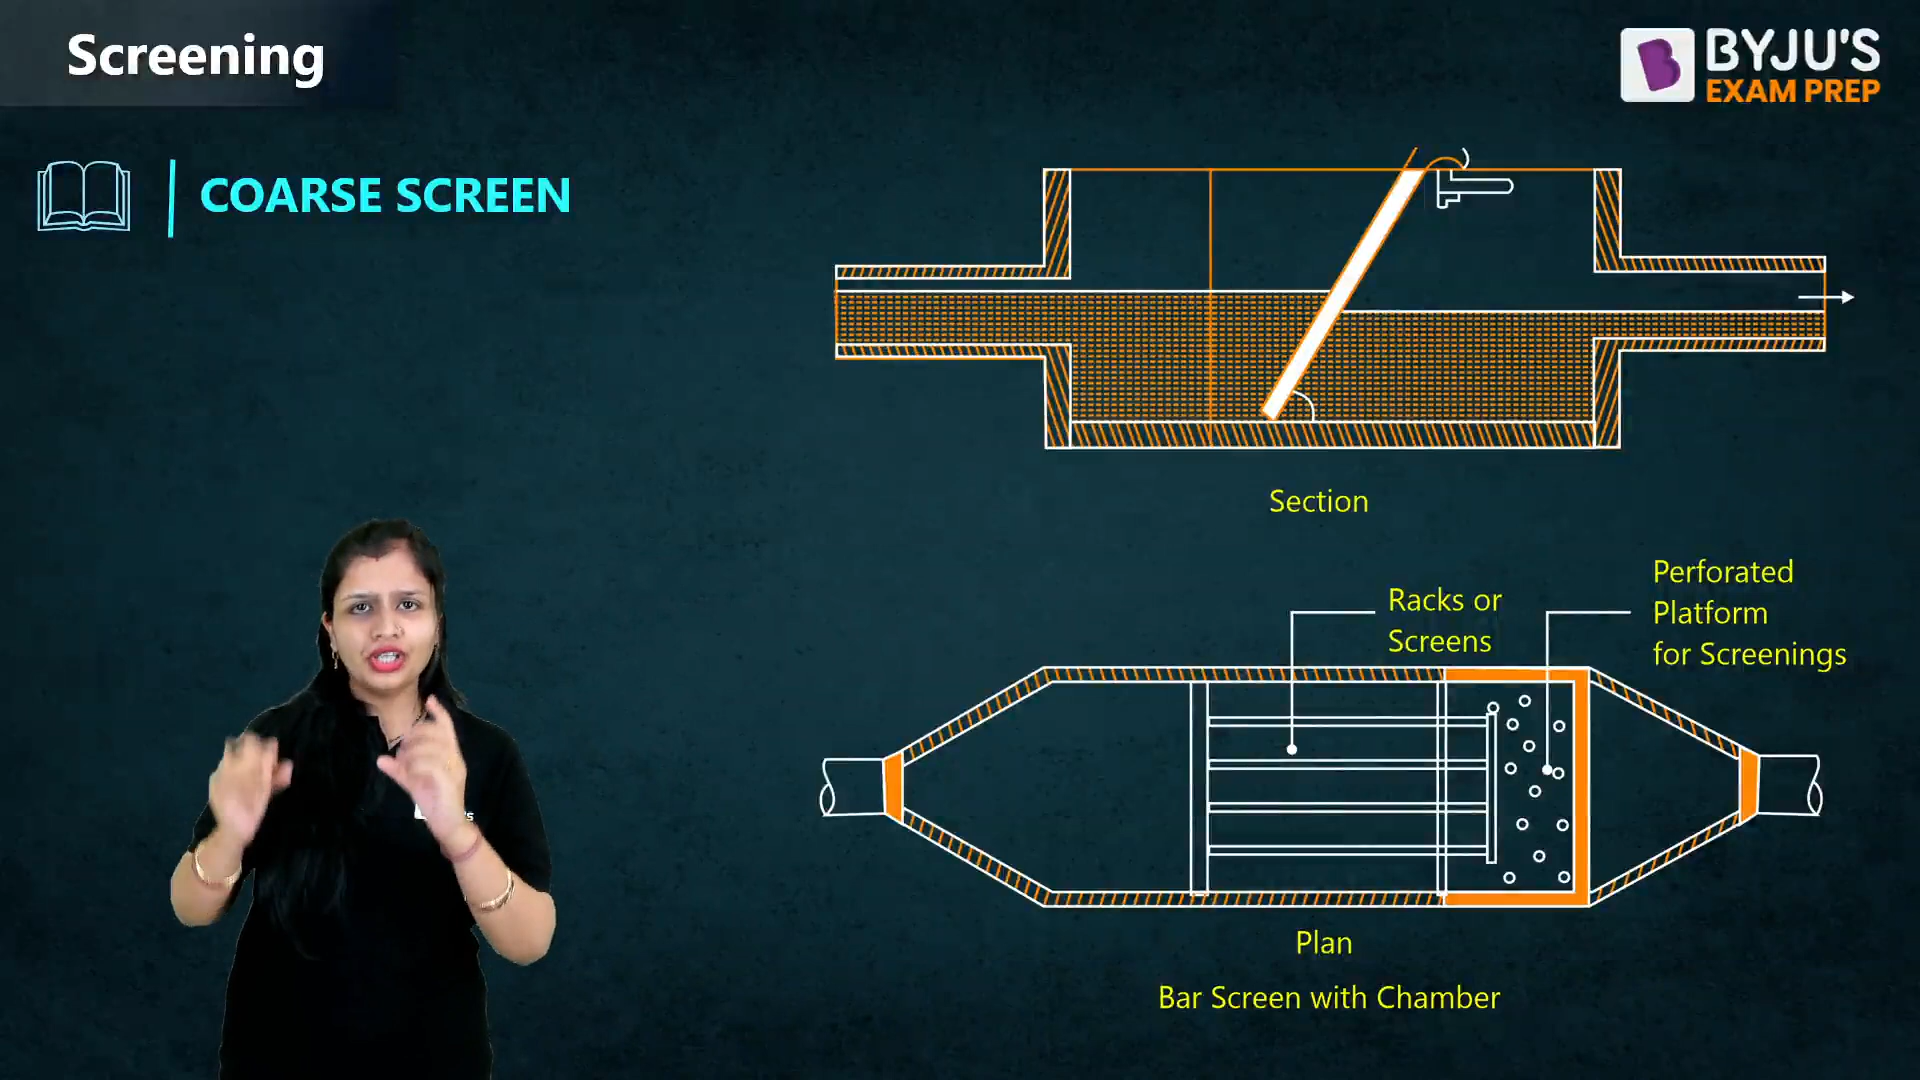 Screening
BYJU'S
EXAM PREP
COARSE SCREEN
Section
Racks or
Screens
Perforated
Platform
for Screenings
Plan
Bar Screen with Chamber